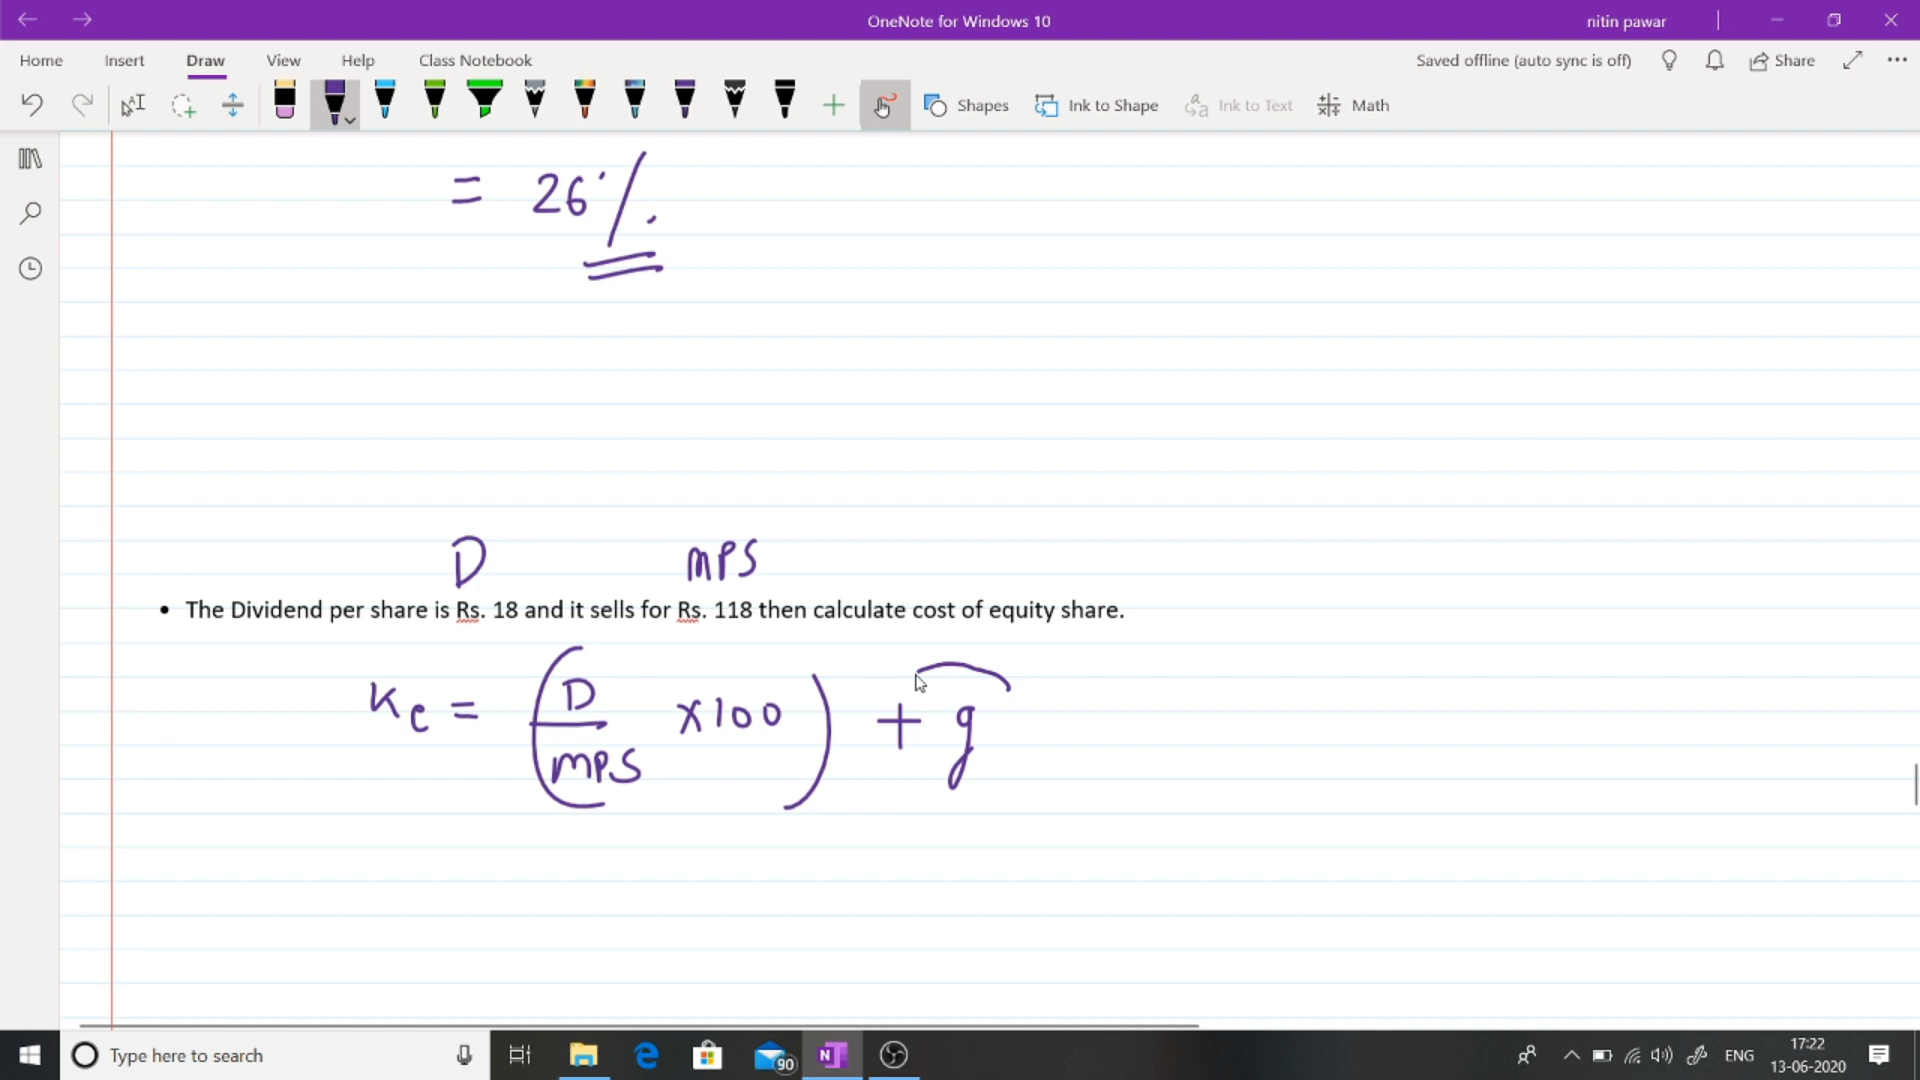 OneNote for Windows 10
nitin pawar
Home Insert Draw View Help Class Notebook
Saved offline (auto sync is off) Share
Shapes Ink to Shape Ink to Text Math
= 26%
D MPS
• The Dividend per share is Rs. 18 and it sells for Rs. 118 then calculate cost of equity share.
Ke = (D/MPS ×100) + g
Type here to search
90
ENG
17:22
13-06-2020